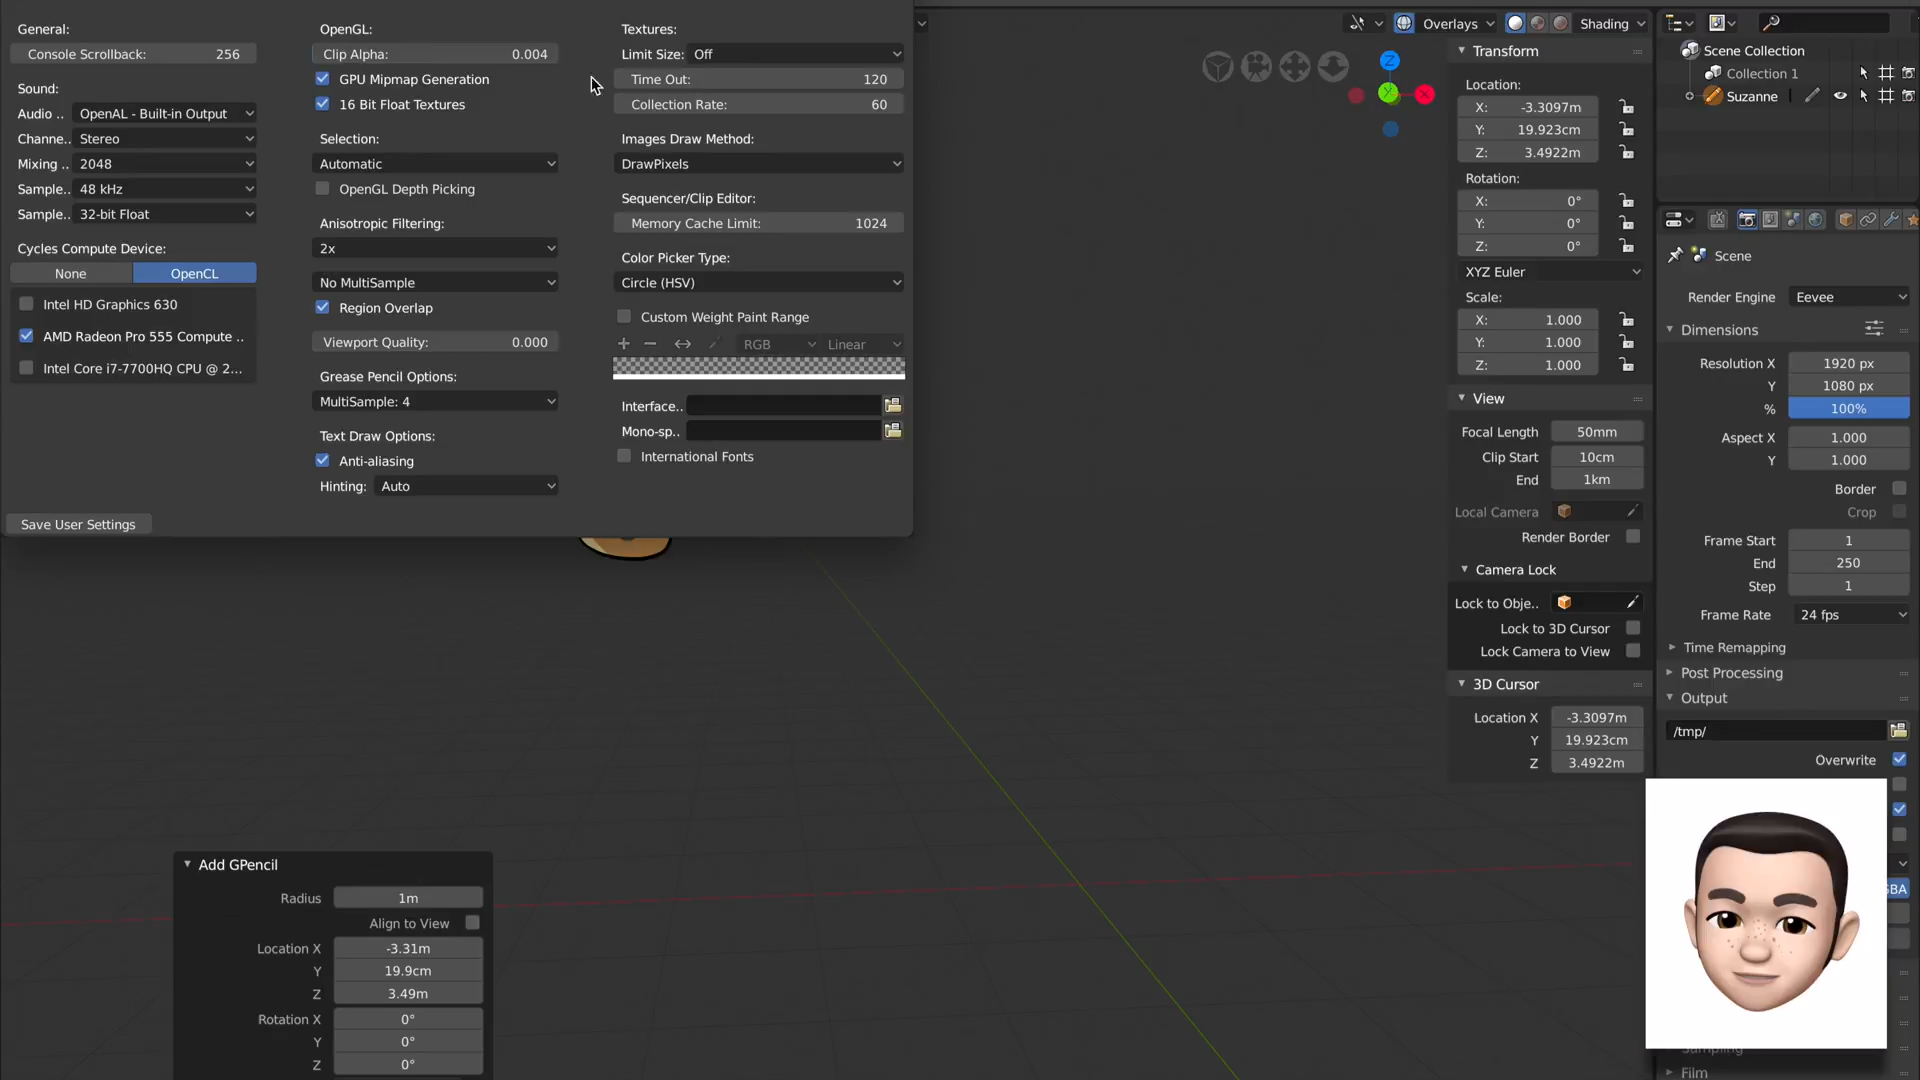 General:
Console Scrollback: 256
Sound:
Audio .. OpenAL - Built-in Output
Channe.. Stereo
Mixing .. 2048
Sample.. 48 kHz
Sample.. 32-bit Float
Cycles Compute Device:
None OpenCL
Intel HD Graphics 630
AMD Radeon Pro 555 Compute ..
Intel Core i7-7700HQ CPU @ 2...
Save User Settings
OpenGL:
Clip Alpha: 0.004
GPU Mipmap Generation
16 Bit Float Textures
Selection:
Automatic
OpenGL Depth Picking
Anisotropic Filtering:
2x
No MultiSample
Region Overlap
Viewport Quality: 0.000
Grease Pencil Options:
MultiSample: 4
Text Draw Options:
Anti-aliasing
Hinting: Auto
Textures:
Limit Size: Off
Time Out: 120
Collection Rate: 60
Images Draw Method:
DrawPixels
Sequencer/Clip Editor:
Memory Cache Limit: 1024
Color Picker Type:
Circle (HSV)
Custom Weight Paint Range
RGB Linear
Interface..
Mono-sp..
International Fonts
Add GPencil
Radius 1m
Align to View
Location X -3.31m
Y 19.9cm
Z 3.49m
Rotation X 0°
Y 0°
Z 0°
Overlays Shading
Z
Transform
Location:
X: -3.3097m
Y: 19.923cm
Z: 3.4922m
Rotation:
X: 0°
Y: 0°
Z: 0°
XYZ Euler
Scale:
X: 1.000
Y: 1.000
Z: 1.000
View
Focal Length 50mm
Clip Start 10cm
End 1km
Local Camera
Render Border
Camera Lock
Lock to Obje..
Lock to 3D Cursor
Lock Camera to View
3D Cursor
Location X -3.3097m
Y 19.923cm
Z 3.4922m
Scene Collection
Collection 1
Suzanne
Scene
Render Engine Eevee
Dimensions
Resolution X 1920 px
Y 1080 px
% 100%
Aspect X 1.000
Y 1.000
Border
Crop
Frame Start 1
End 250
Step 1
Frame Rate 24 fps
Time Remapping
Post Processing
Output
/tmp/
Overwrite
Sampling
Film